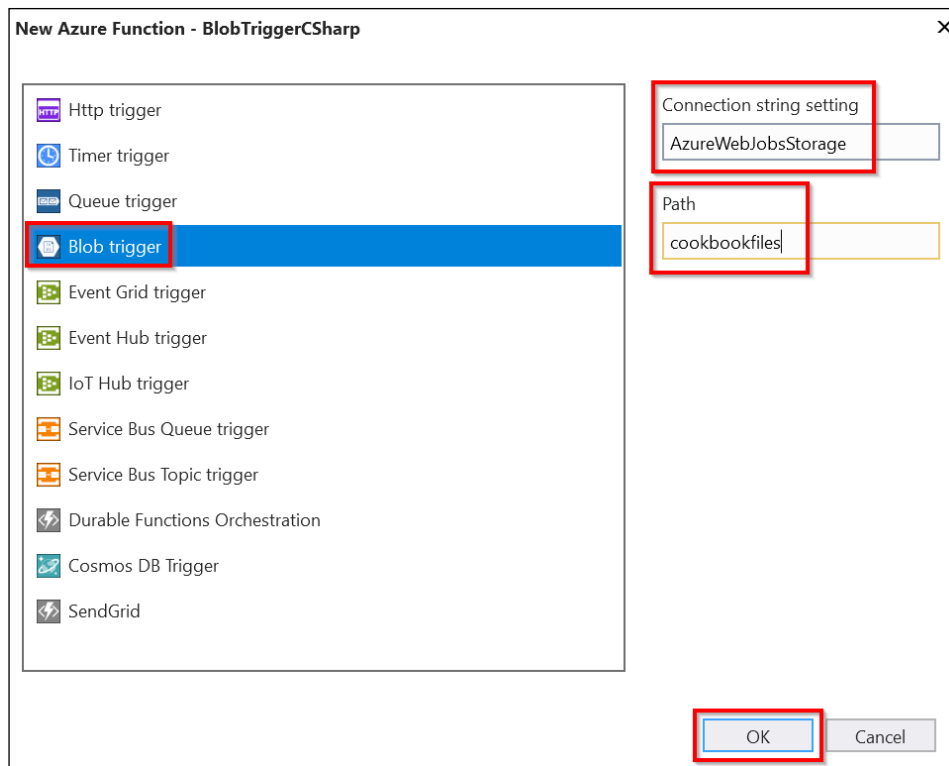 New Azure Function - BlobTriggerCSharp
Http trigger
Timer trigger
Queue trigger
Blob trigger
Event Grid trigger
Event Hub trigger
IoT Hub trigger
Service Bus Queue trigger
Service Bus Topic trigger
Durable Functions Orchestration
Cosmos DB Trigger
SendGrid
Connection string setting
AzureWebJobsStorage
Path
cookbookfiles
OK
Cancel